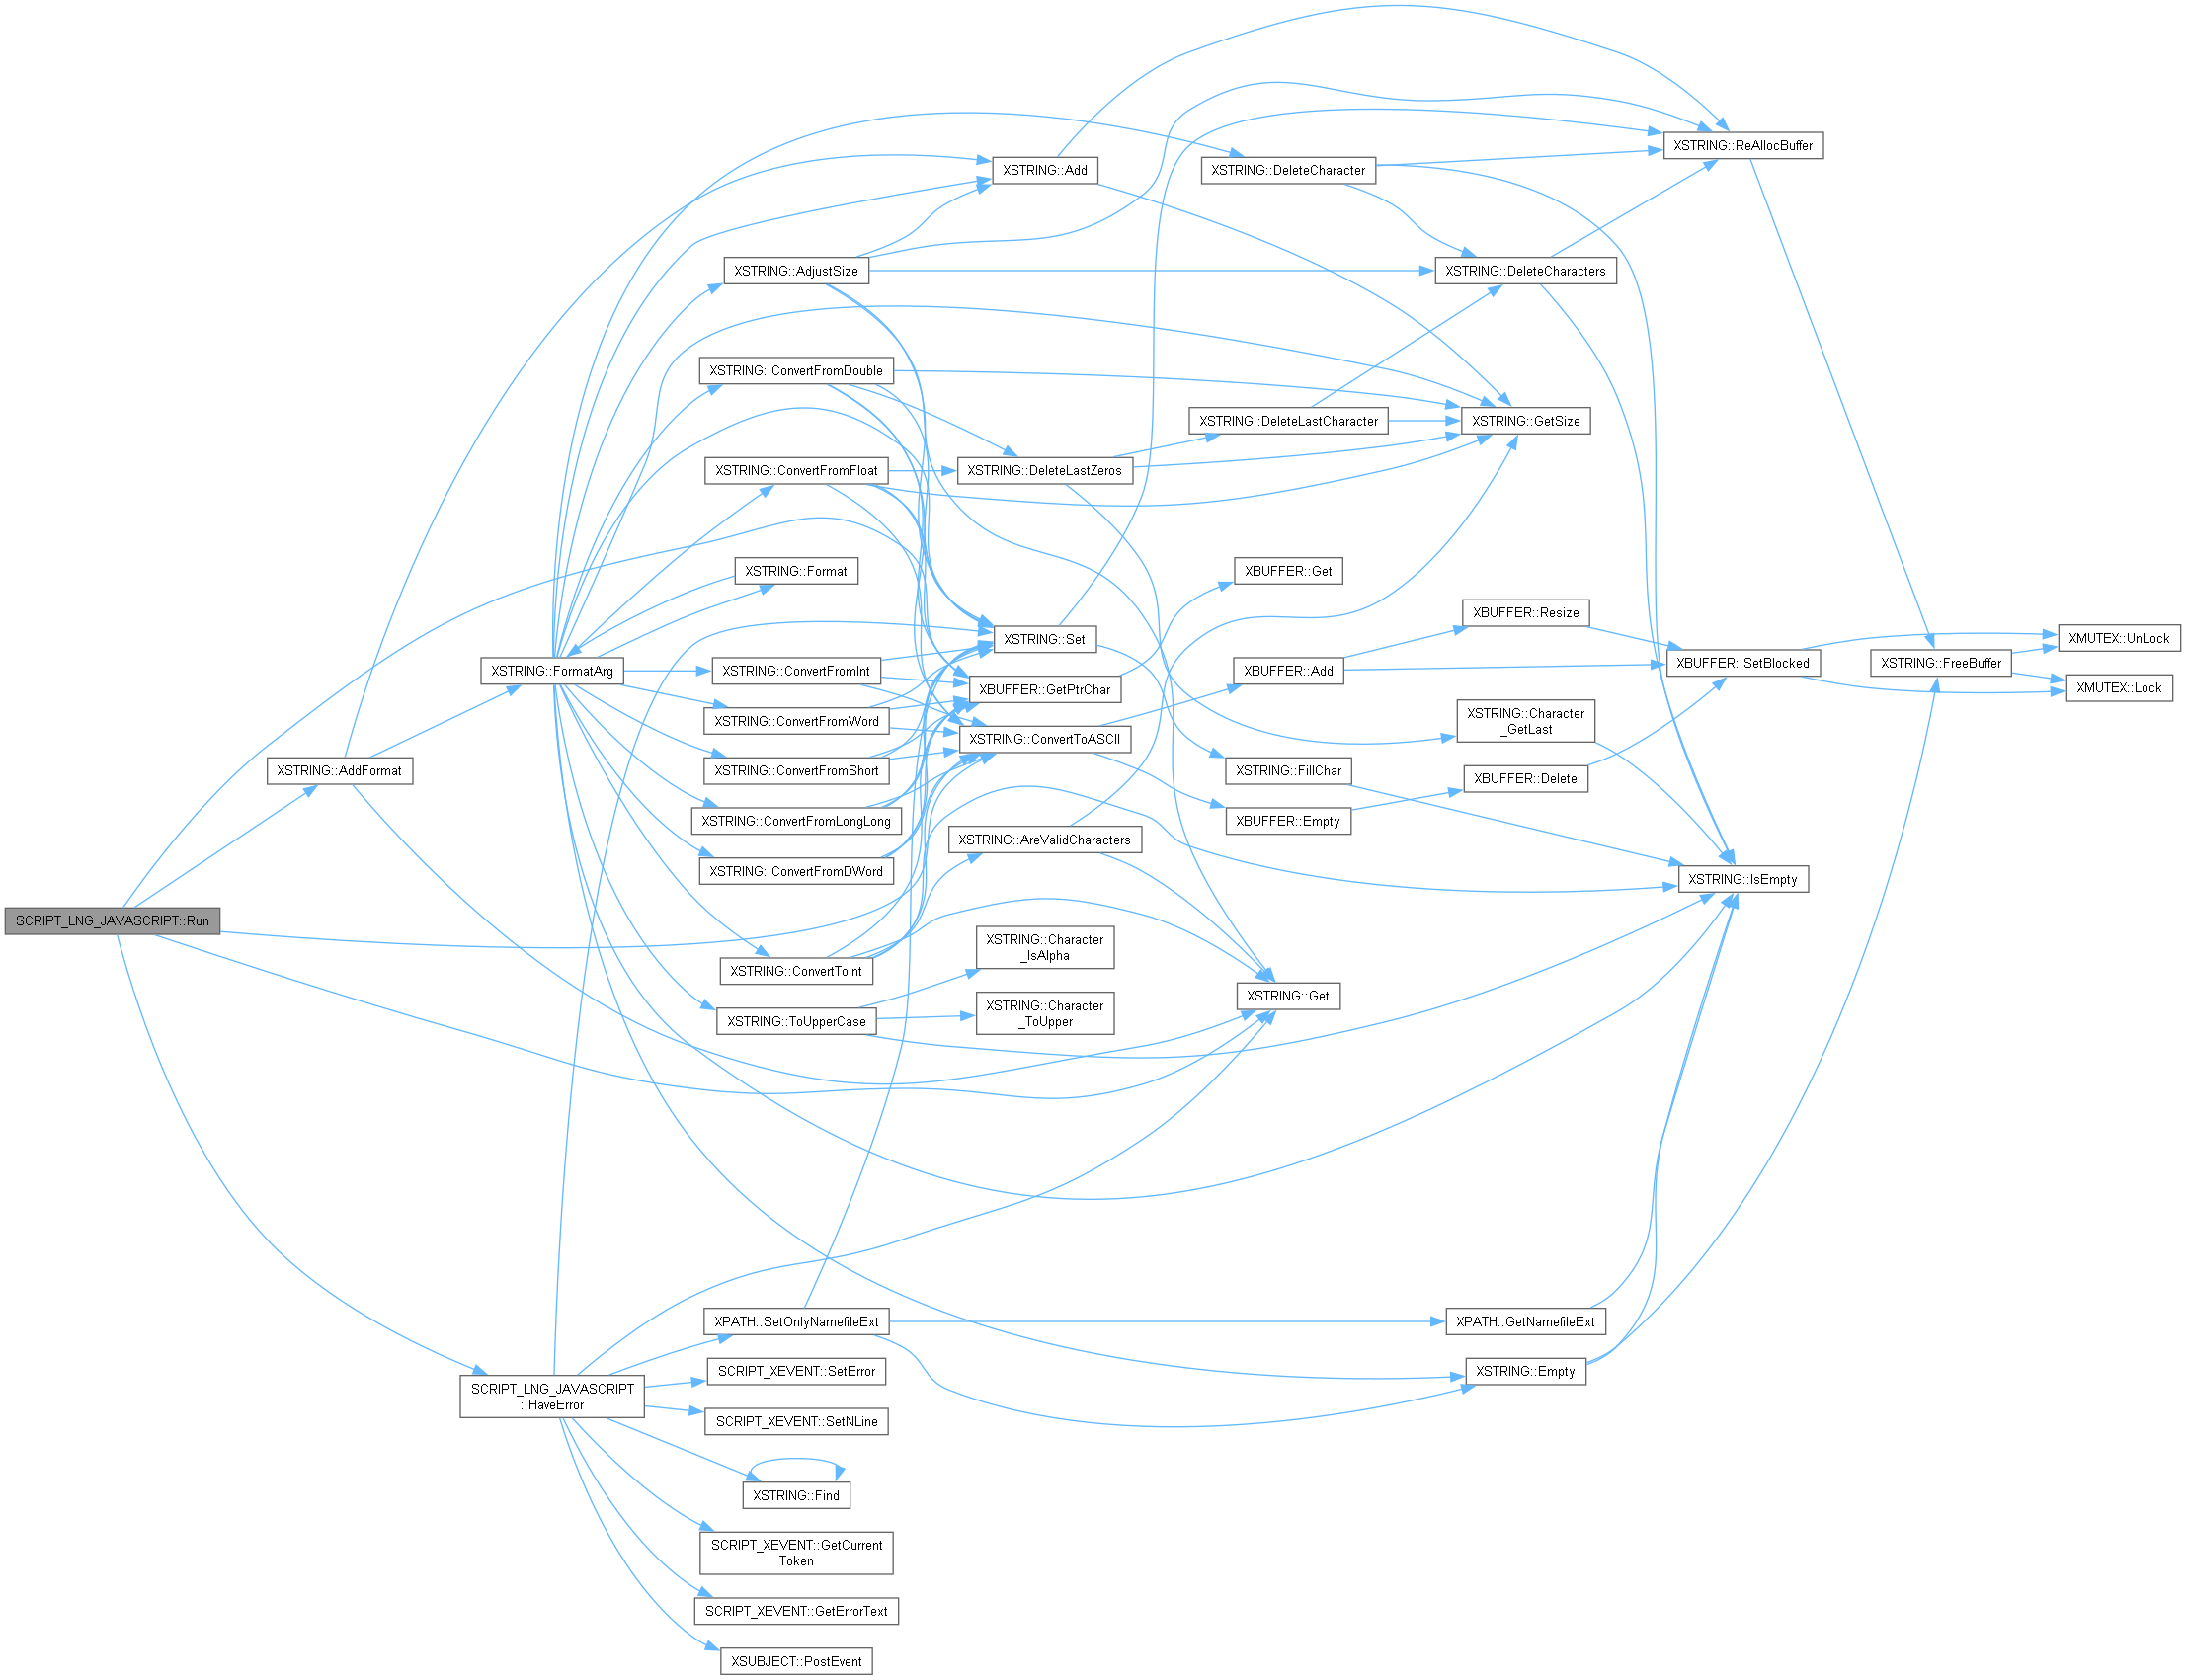 XSTRING::ReAllocBuffer
XSTRING::Add
XSTRING::DeleteCharacter
XSTRING::AdjustSize
XSTRING::DeleteCharacters
XSTRING::ConvertFromDouble
XSTRING::DeleteLastCharacter
XSTRING::GetSize
XSTRING::ConvertFromFloat
XSTRING::DeleteLastZeros
XSTRING::Format
XBUFFER::Get
XBUFFER::Resize
XSTRING::Set
XMUTEX::UnLock
XSTRING::FormatArg
XSTRING::ConvertFromInt
XBUFFER::Add
XBUFFER::SetBlocked
XSTRING::FreeBuffer
XBUFFER::GetPtrChar
XMUTEX::Lock
XSTRING::ConvertFromWord
XSTRING::Character
_GetLast
XSTRING::ConvertToASCII
XSTRING::AddFormat
XSTRING::ConvertFromShort
XSTRING::FillChar
XBUFFER::Delete
XSTRING::ConvertFromLongLong
XBUFFER::Empty
XSTRING::AreValidCharacters
XSTRING::ConvertFromDWord
XSTRING::IsEmpty
SCRIPT_LNG_JAVASCRIPT::Run
XSTRING::Character
_IsAlpha
XSTRING::ConvertToInt
XSTRING::Get
XSTRING::Character
_ToUpper
XSTRING::ToUpperCase
XPATH::SetOnlyNamefileExt
XPATH::GetNamefileExt
SCRIPT_XEVENT::SetError
XSTRING::Empty
SCRIPT_LNG_JAVASCRIPT
::HaveError
SCRIPT_XEVENT::SetNLine
XSTRING::Find
SCRIPT_XEVENT::GetCurrent
Token
SCRIPT_XEVENT::GetErrorText
XSUBJECT::PostEvent